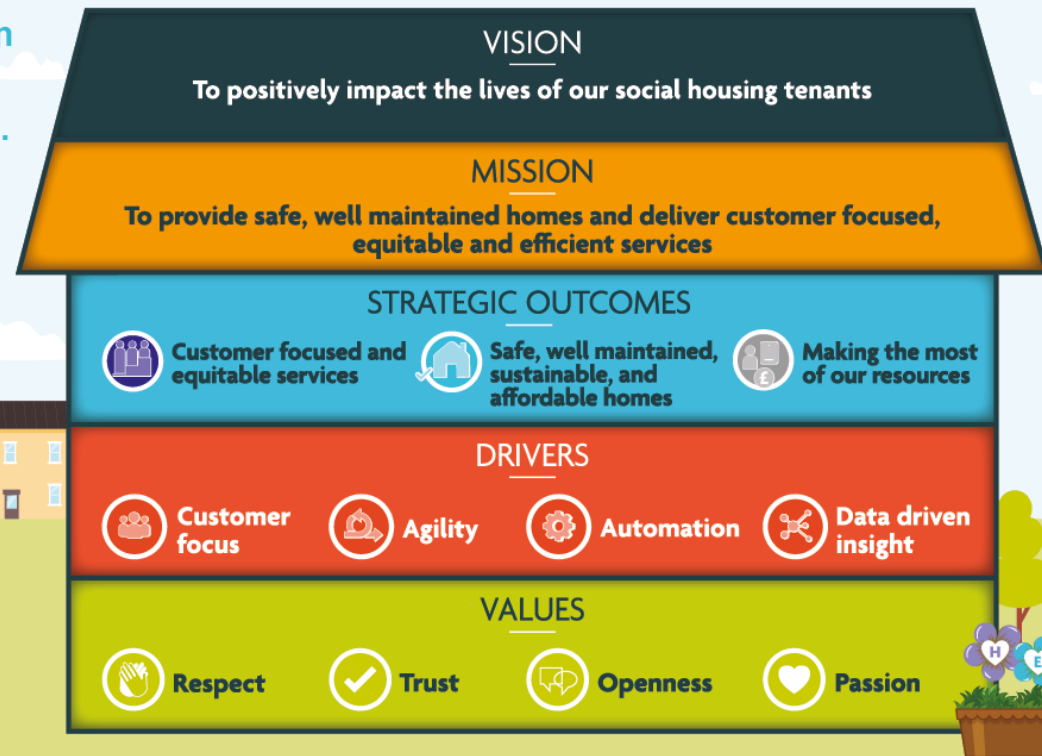 n
.
VISION
To positively impact the lives of our social housing tenants
MISSION
To provide safe, well maintained homes and deliver customer focused,
equitable and efficient services
STRATEGIC OUTCOMES
Customer focused and
equitable services
Safe, well maintained,
sustainable, and
affordable homes
£
Making the most
of our resources
DRIVERS
Customer
focus
Agility
Automation
Data driven
insight
VALUES
Respect
Trust
Openness
Passion
H
E